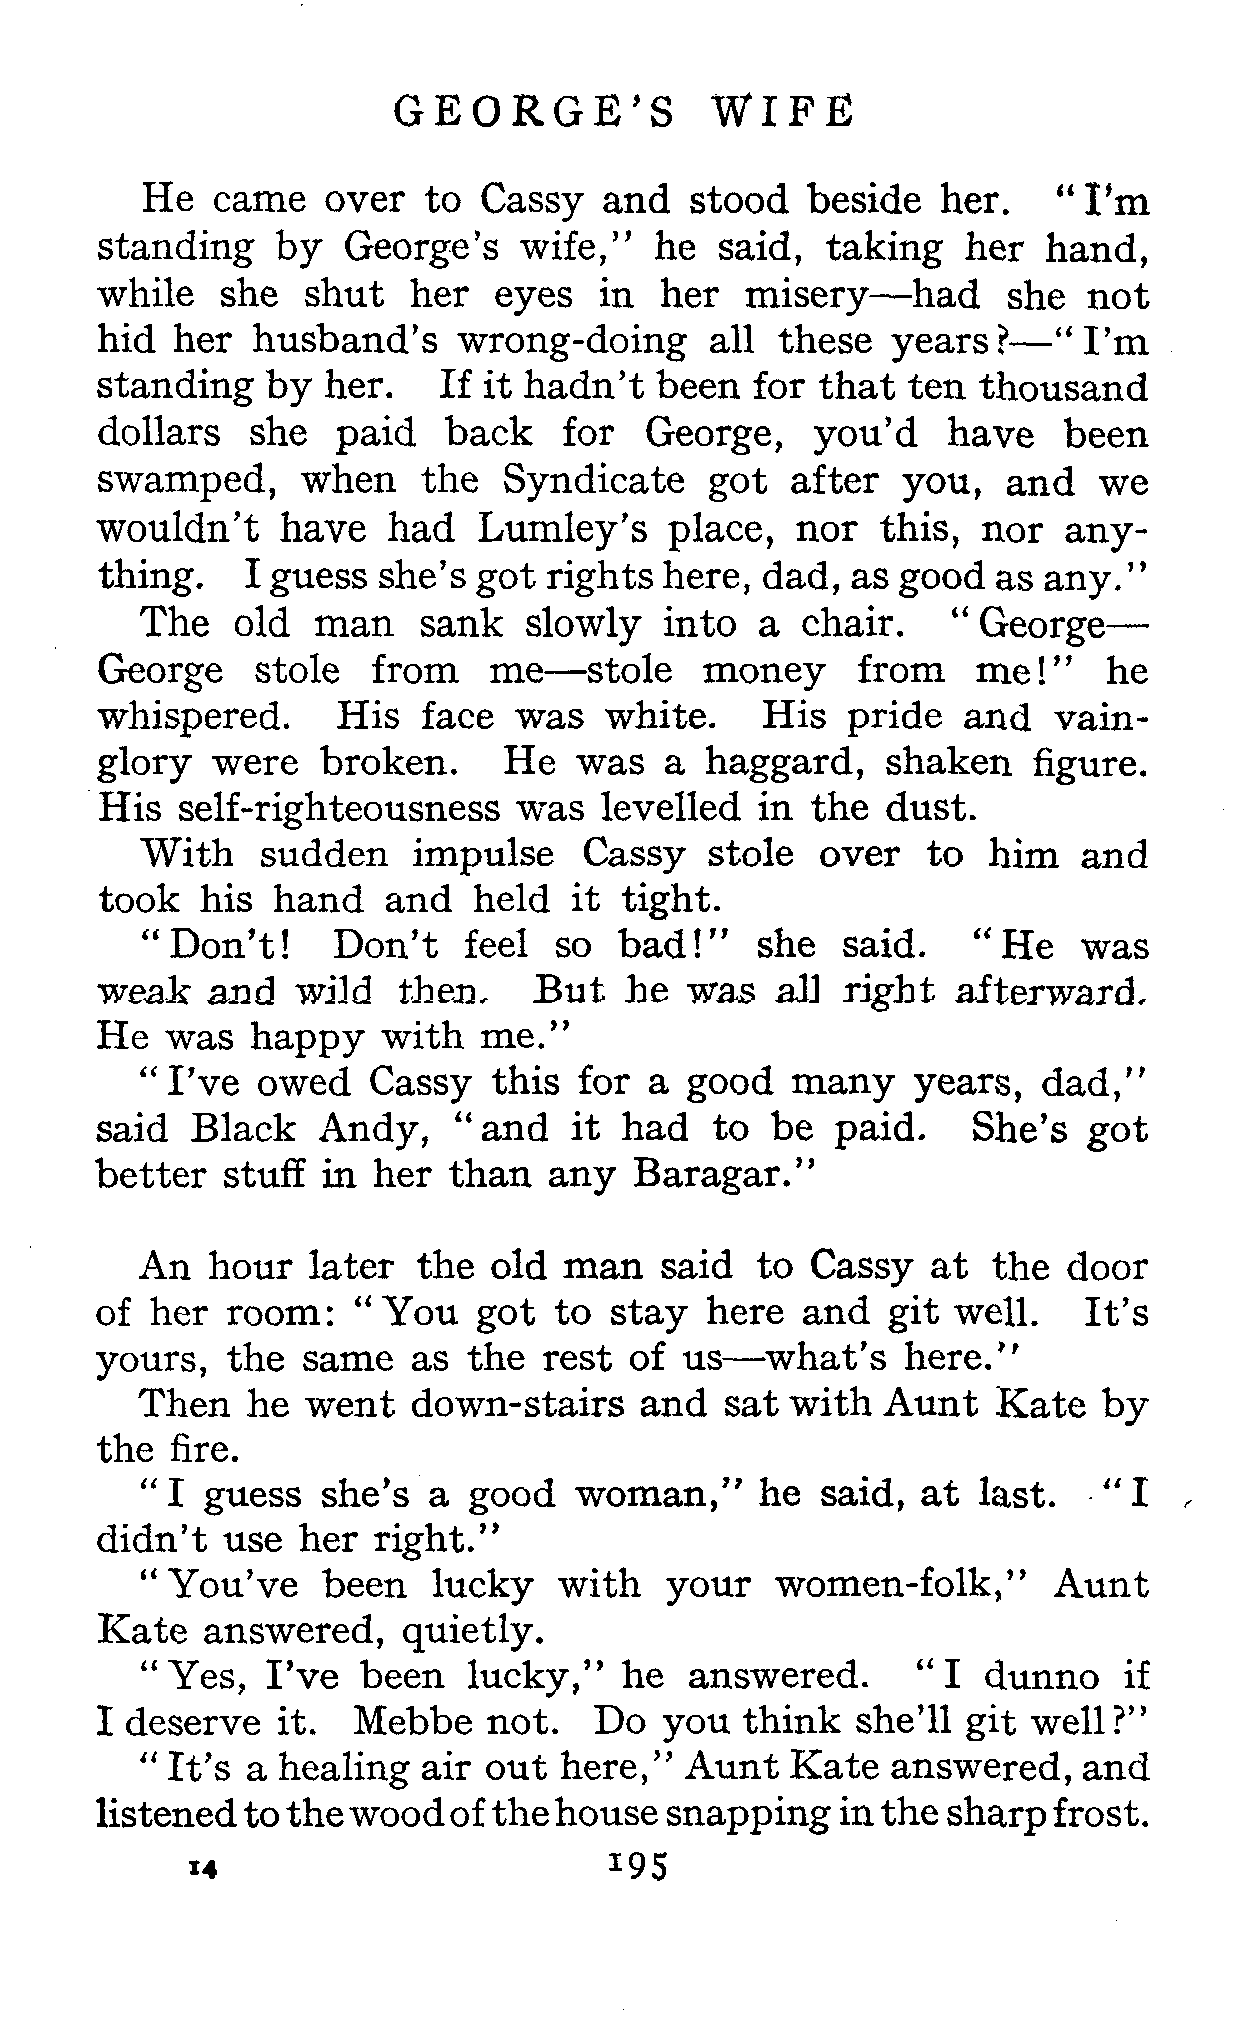 GEORGE'S WIFE
He came over to Cassy and stood beside her. "I'm
standing by George's wife," he said, taking her hand,
while she shut her eyes in her misery—had she not
hid her husband's wrong-doing all these years?—"I'm
standing by her. If it hadn't been for that ten thousand
dollars she paid back for George, you'd have been
swamped, when the Syndicate got after you, and we
wouldn't have had Lumley's place, nor this, nor any-
thing. I guess she's got rights here, dad, as good as any."
The old man sank slowly into a chair. "George—
George stole from me—stole money from me!" he
whispered. His face was white. His pride and vain-
glory were broken. He was a haggard, shaken figure.
His self-righteousness was levelled in the dust.
With sudden impulse Cassy stole over to him and
took his hand and held it tight.
"Don't! Don't feel so bad!" she said. "He was
weak and wild then. But he was all right afterward.
He was happy with me."
"I've owed Cassy this for a good many years, dad,"
said Black Andy, "and it had to be paid. She's got
better stuff in her than any Baragar."
An hour later the old man said to Cassy at the door
of her room: "You got to stay here and git well. It's
yours, the same as the rest of us—what's here."
Then he went down-stairs and sat with Aunt Kate by
the fire.
"I guess she's a good woman," he said, at last. "I
didn't use her right."
"You've been lucky with your women-folk," Aunt
Kate answered, quietly.
"Yes, I've been lucky," he answered. "I dunno if
I deserve it. Mebbe not. Do you think she'll git well?"
"It's a healing air out here," Aunt Kate answered, and
listened to the wood of the house snapping in the sharp frost.
14 195